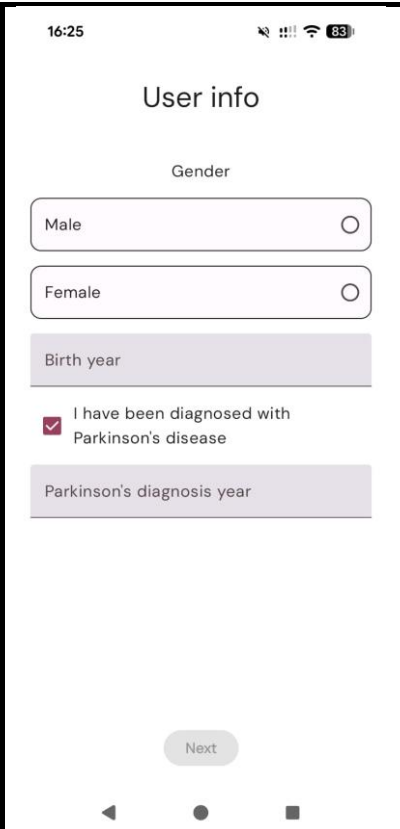 16:25
83
User info
Gender
Male
Female
Birth year
I have been diagnosed with
Parkinson's disease
Parkinson's diagnosis year
Next